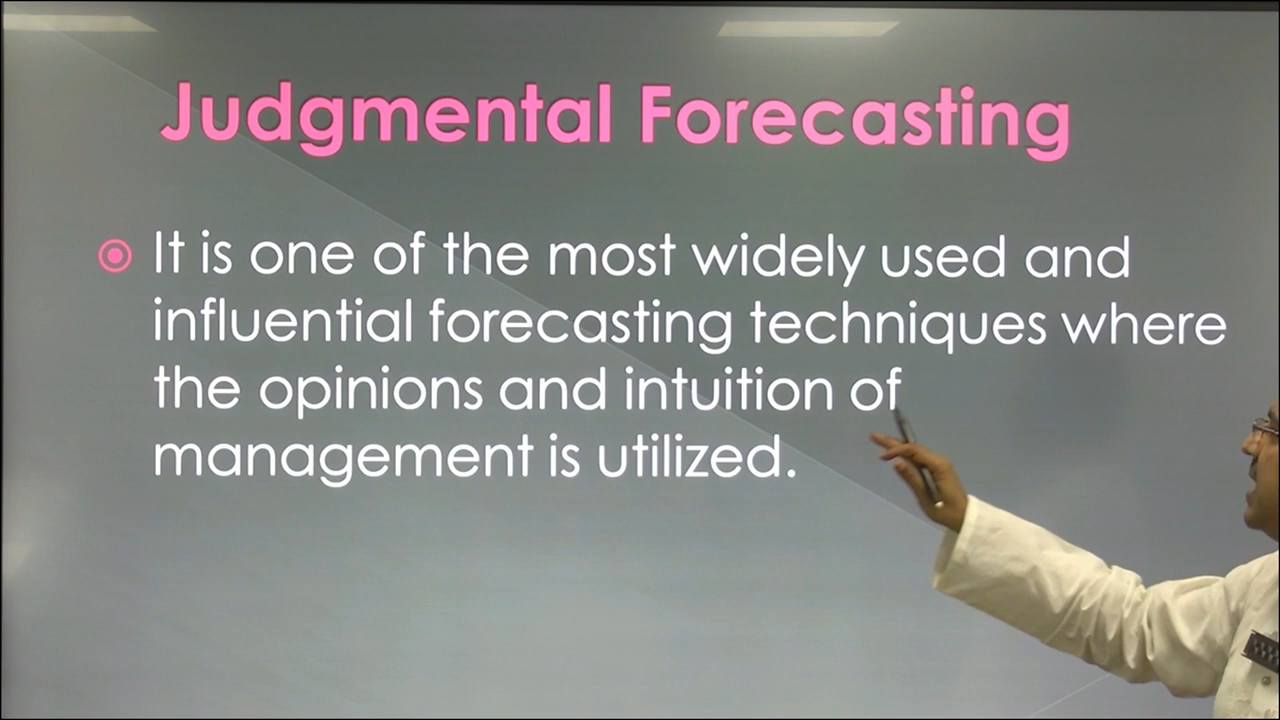 Judgmental Forecasting
It is one of the most widely used and
influential forecasting techniques where
the opinions and intuition of
management is utilized.